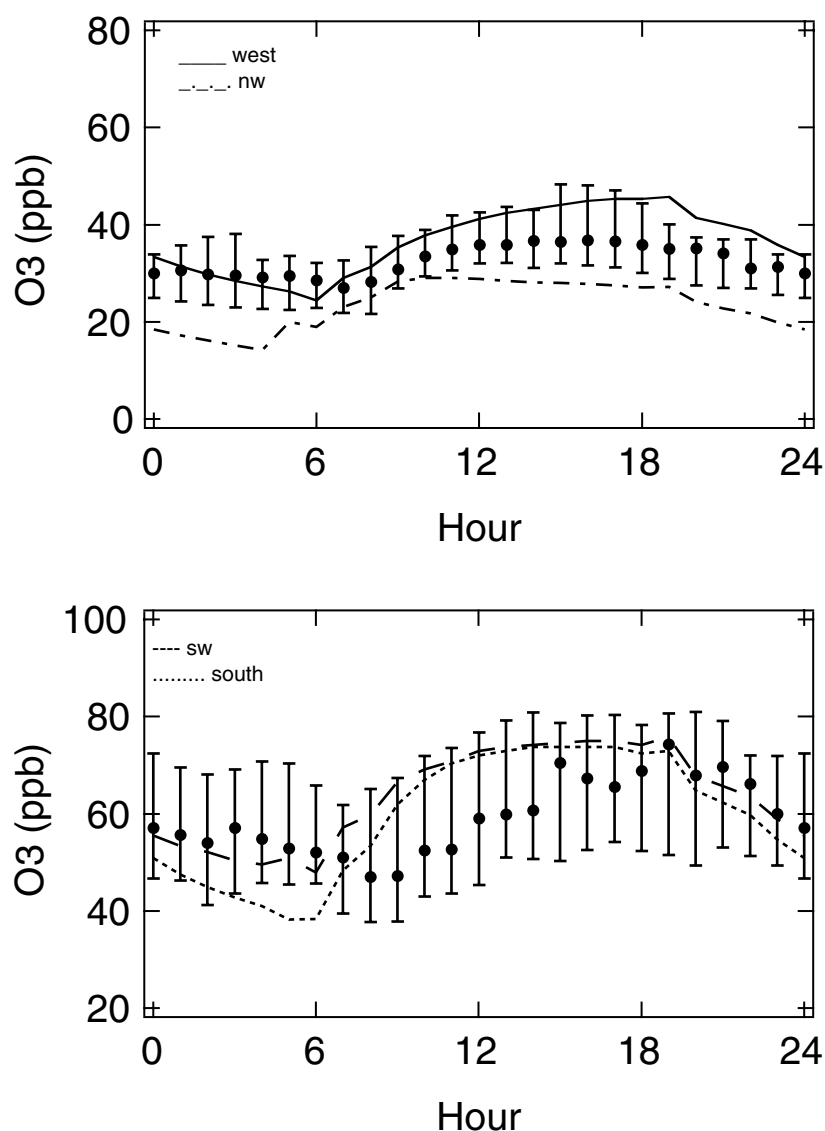 80
____ west
_._._. nw
60
40
20
0
O3 (ppb)
0 6 12 18 24
Hour
100
---- sw
......... south
80
60
40
20
O3 (ppb)
0 6 12 18 24
Hour